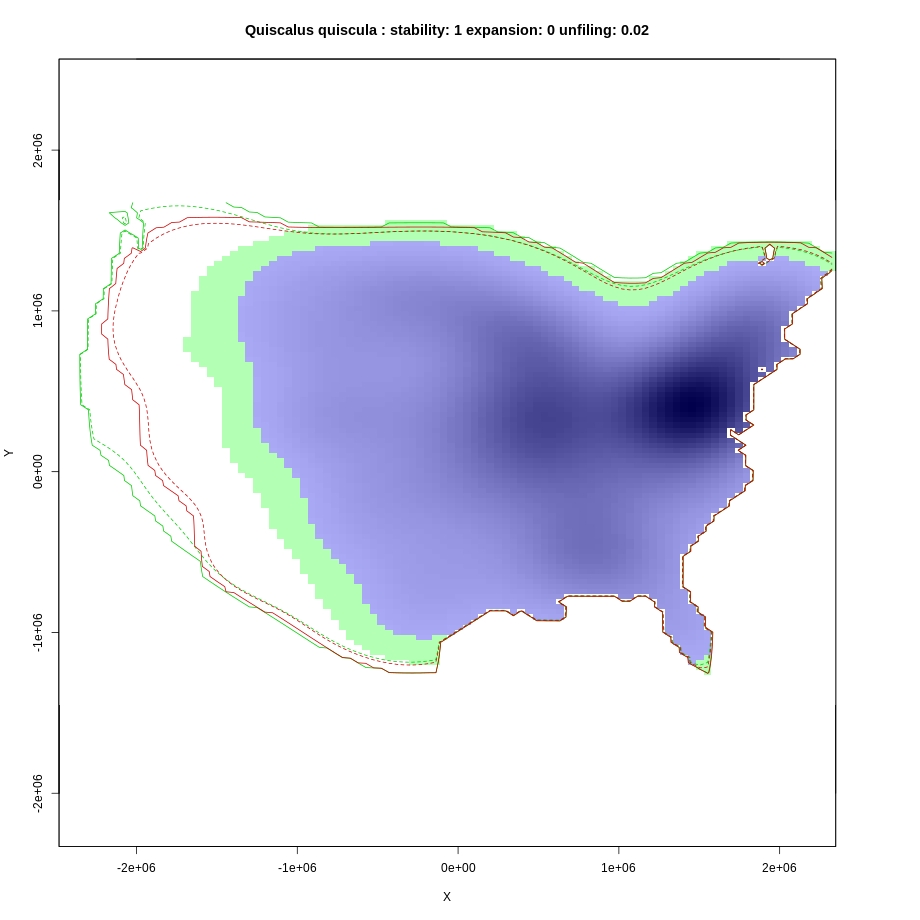 Quiscalus quiscula : stability: 1 expansion: 0 unfiling: 0.02
2e+06
1e+06
0e+00
-1e+06
-2e+06
Y
-2e+06 -1e+06 0e+00 1e+06 2e+06
X